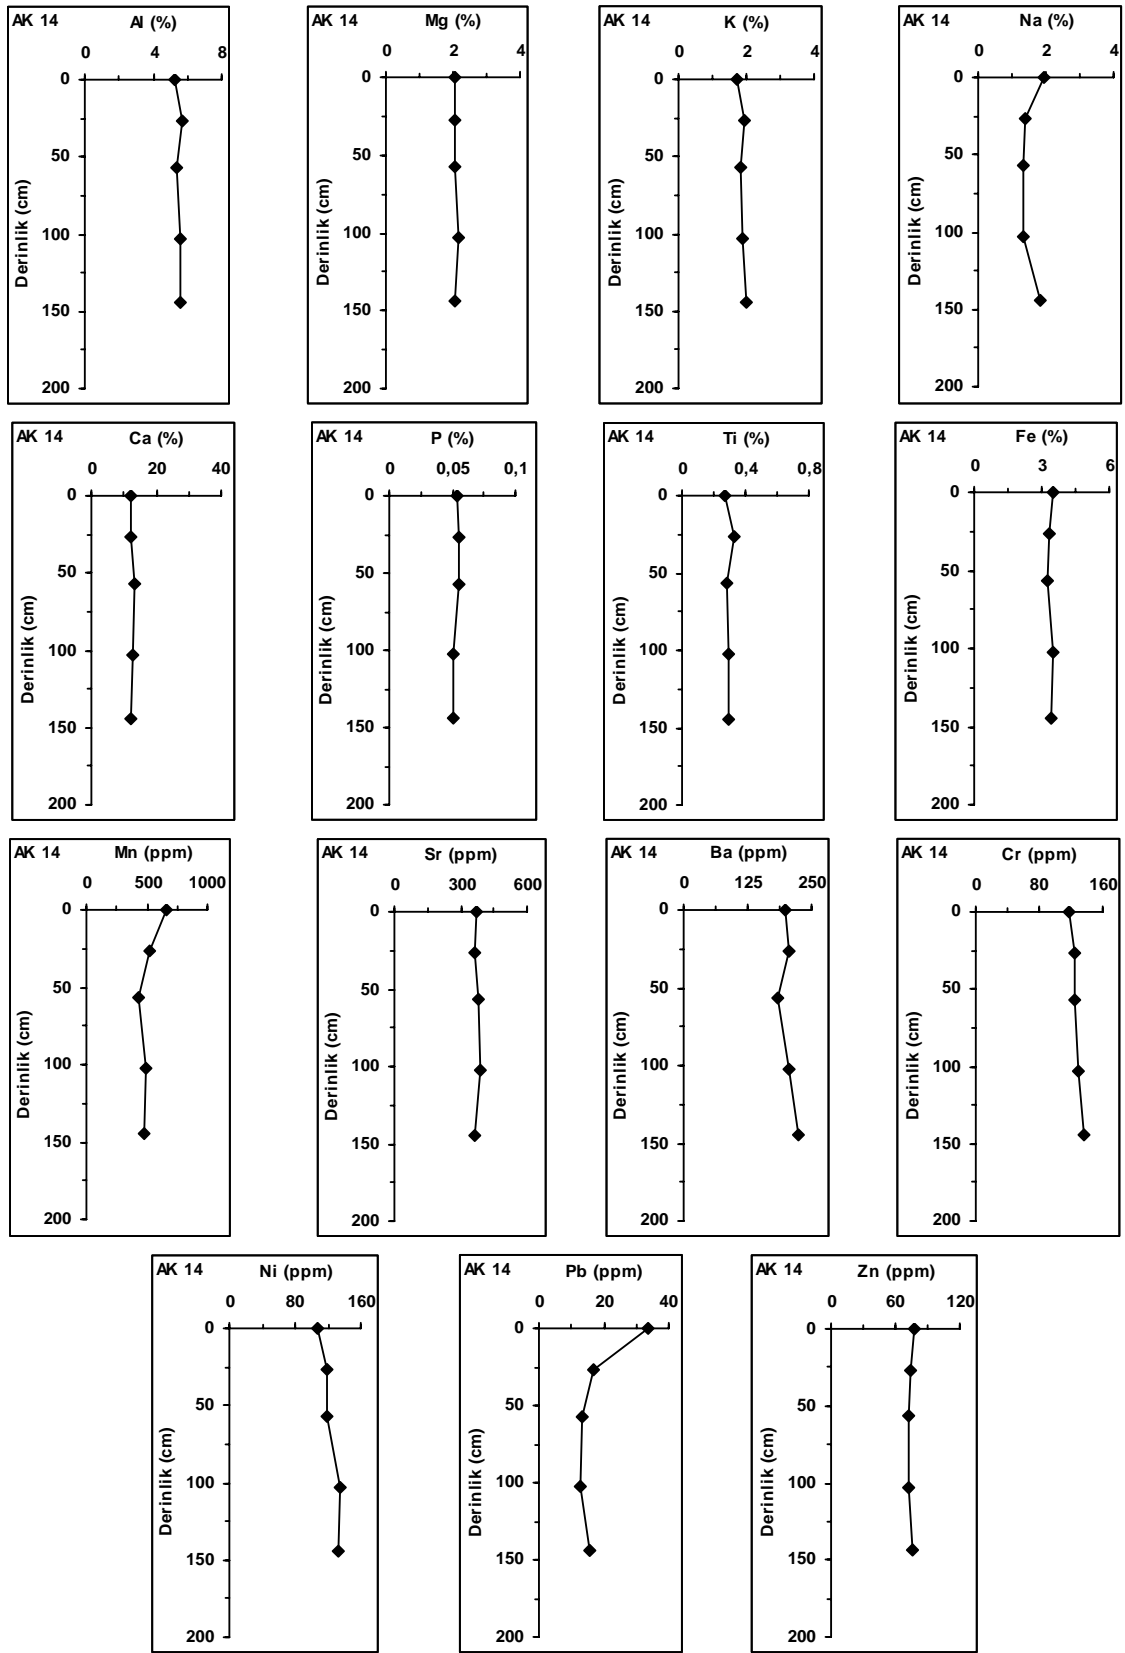 AK 14 Al (%)
0 4 8
0
50
100
150
200
Derinlik (cm)
AK 14 Mg (%)
0 2 4
0
50
100
150
200
Derinlik (cm)
AK 14 K (%)
0 2 4
0
50
100
150
200
Derinlik (cm)
AK 14 Na (%)
0 2 4
0
50
100
150
200
Derinlik (cm)
AK 14 Ca (%)
0 20 40
0
50
100
150
200
Derinlik (cm)
AK 14 P (%)
0 0,05 0,1
0
50
100
150
200
Derinlik (cm)
AK 14 Ti (%)
0 0,4 0,8
0
50
100
150
200
Derinlik (cm)
AK 14 Fe (%)
0 3 6
0
50
100
150
200
Derinlik (cm)
AK 14 Mn (ppm)
0 500 1000
0
50
100
150
200
Derinlik (cm)
AK 14 Sr (ppm)
0 300 600
0
50
100
150
200
Derinlik (cm)
AK 14 Ba (ppm)
0 125 250
0
50
100
150
200
Derinlik (cm)
AK 14 Cr (ppm)
0 80 160
0
50
100
150
200
Derinlik (cm)
AK 14 Ni (ppm)
0 80 160
0
50
100
150
200
Derinlik (cm)
AK 14 Pb (ppm)
0 20 40
0
50
100
150
200
Derinlik (cm)
AK 14 Zn (ppm)
0 60 120
0
50
100
150
200
Derinlik (cm)